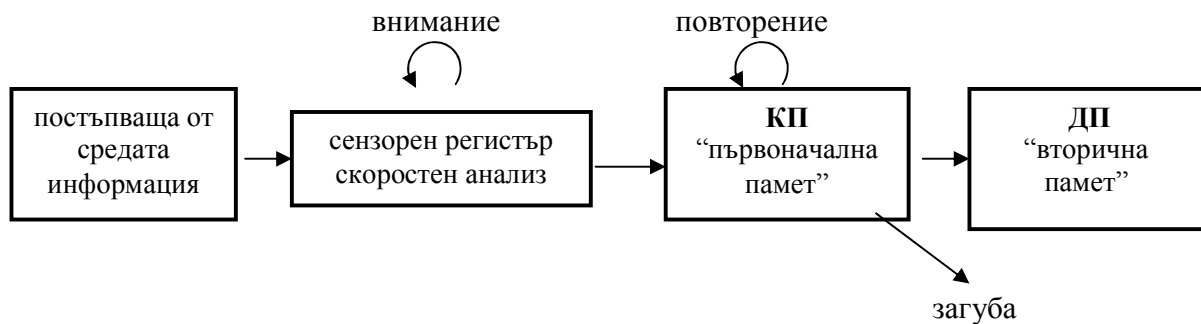 внимание
повторение
постъпваща от
средата
информация
сензорен регистър
скоростен анализ
КП
“първоначална
памет”
ДП
“вторична
памет”
загуба